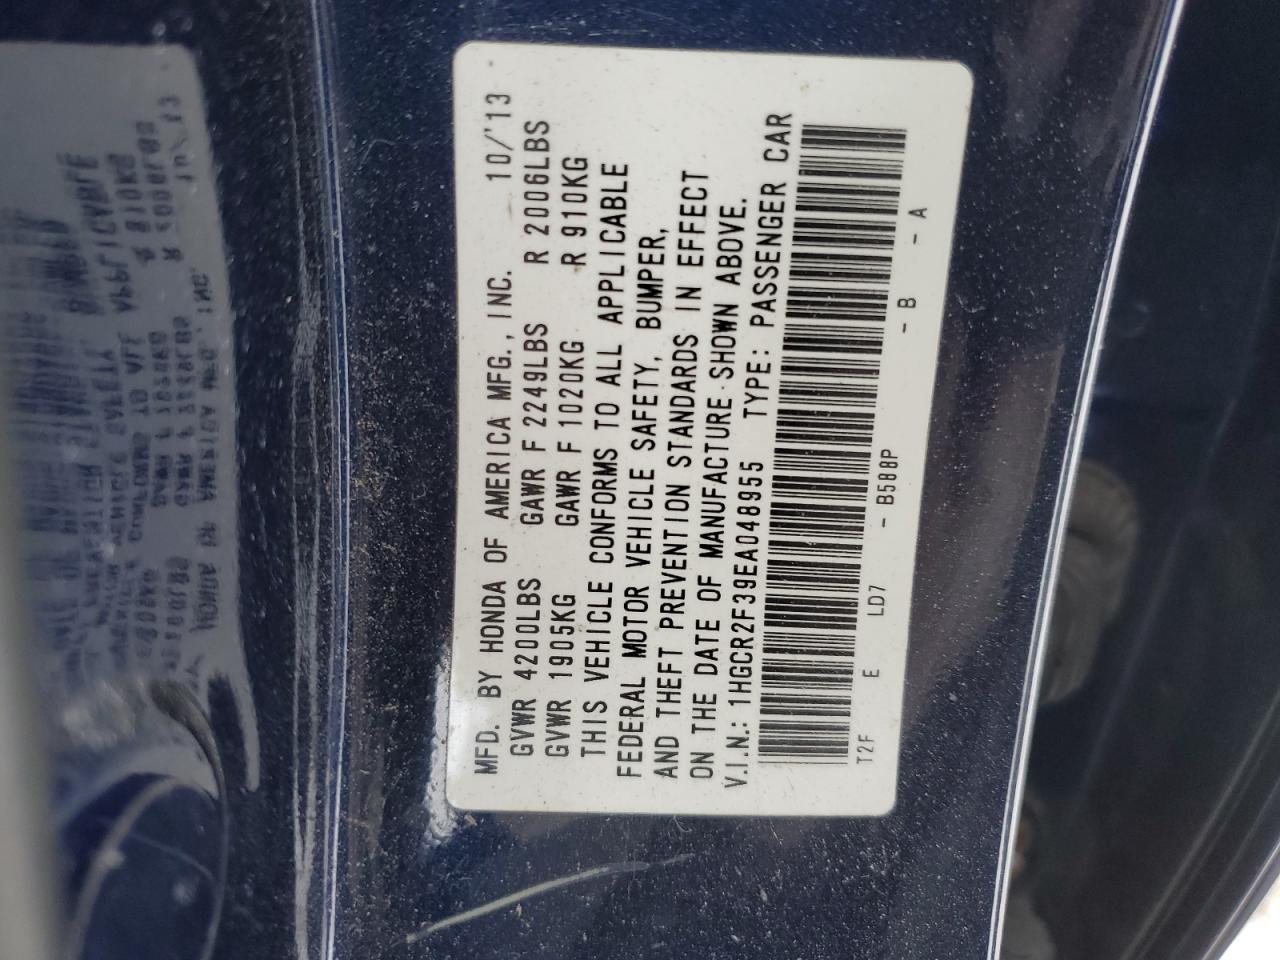 MFD. BY HONDA OF AMERICA MFG., INC. 10/'13
GVWR 4200LBS GAWR F 2249LBS R 2006LBS
GVWR 1905KG GAWR F 1020KG R 910KG
THIS VEHICLE CONFORMS TO ALL APPLICABLE
FEDERAL MOTOR VEHICLE SAFETY, BUMPER,
AND THEFT PREVENTION STANDARDS IN EFFECT
ON THE DATE OF MANUFACTURE SHOWN ABOVE.
V.I.N.: 1HGCR2F39EA048955 TYPE: PASSENGER CAR
T2F E LD7 - B588P - B - A